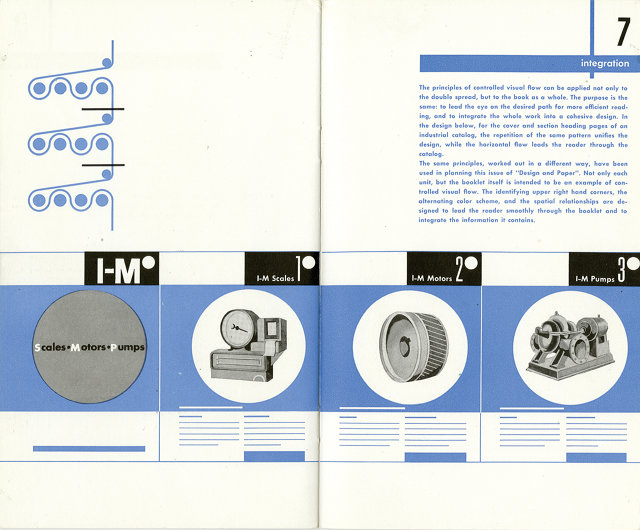 7
integration
The principles of controlled visual flow can be applied not only to
the double spread, but to the book as a whole. The purpose is the
same: to lead the eye on the desired path for more efficient read-
ing, and to integrate the whole work into a cohesive design. In
the design below, for the cover and section heading pages of an
industrial catalog, the repetition of the same pattern unifies the
design, while the horizontal flow leads the reader through the
catalog.
The same principles, worked out in a different way, have been
used in planning this issue of "Design and Paper". Not only each
unit, but the booklet itself is intended to be an example of con-
trolled visual flow. The identifying upper right hand corners, the
alternating color scheme, and the spatial relationships are de-
signed to lead the reader smoothly through the booklet and to
integrate the information it contains.
I-M
Scales•Motors•Pumps
I-M Scales 1
I-M Motors 2
I-M Pumps 3